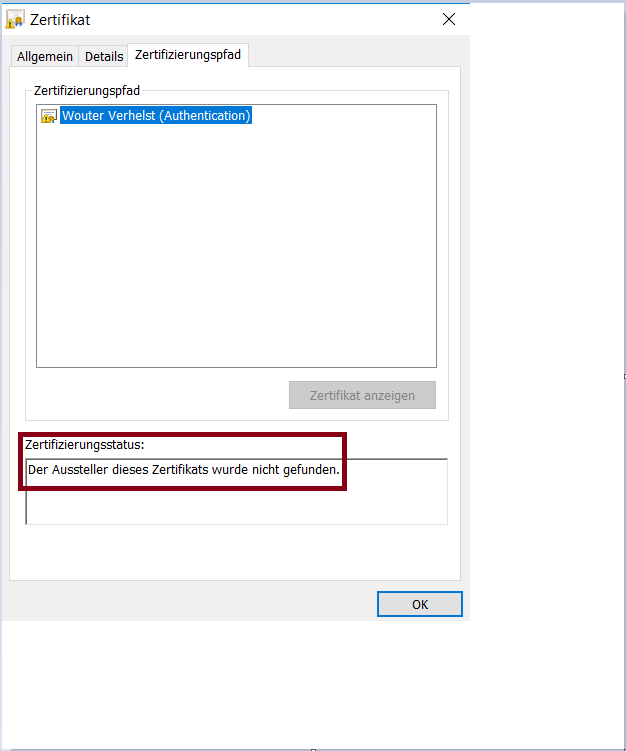 Zertifikat
Allgemein Details Zertifizierungspfad
Zertifizierungspfad
Wouter Verhelst (Authentication)
Zertifikat anzeigen
Zertifizierungsstatus:
Der Aussteller dieses Zertifikats wurde nicht gefunden.
OK